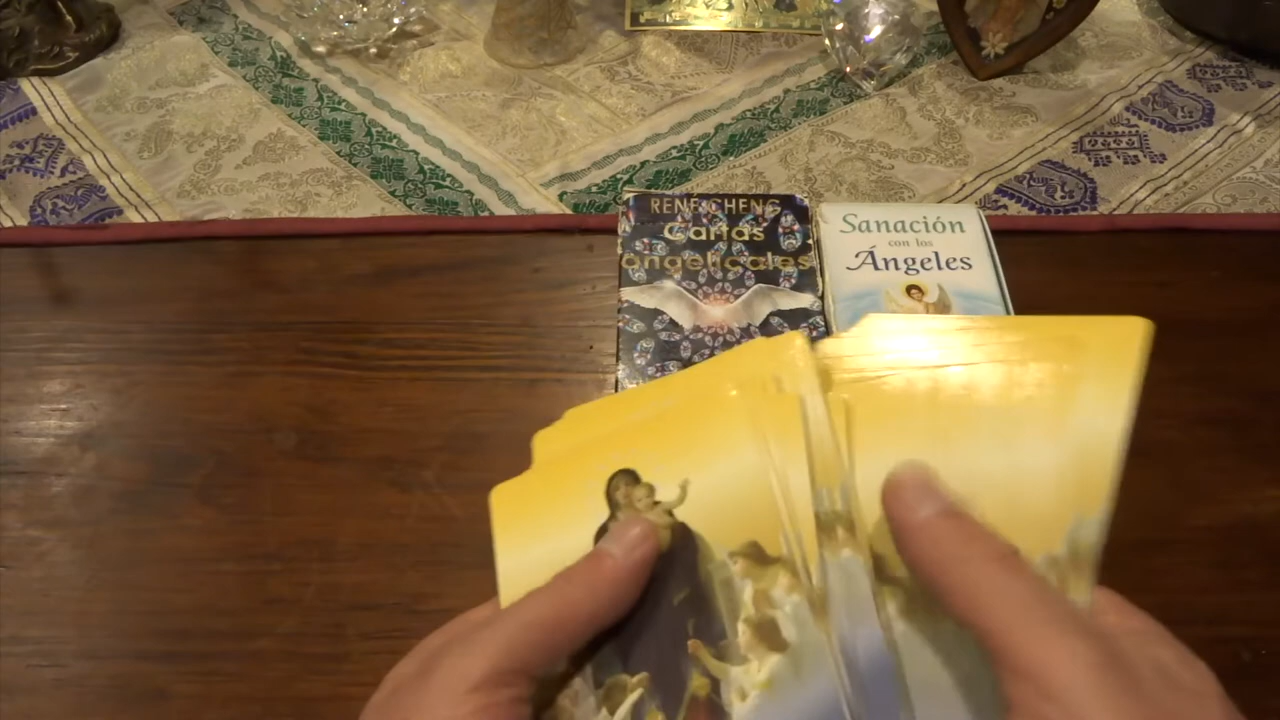 RENE CHENG
Cartas
angelicales
Sanación
con los
Ángeles